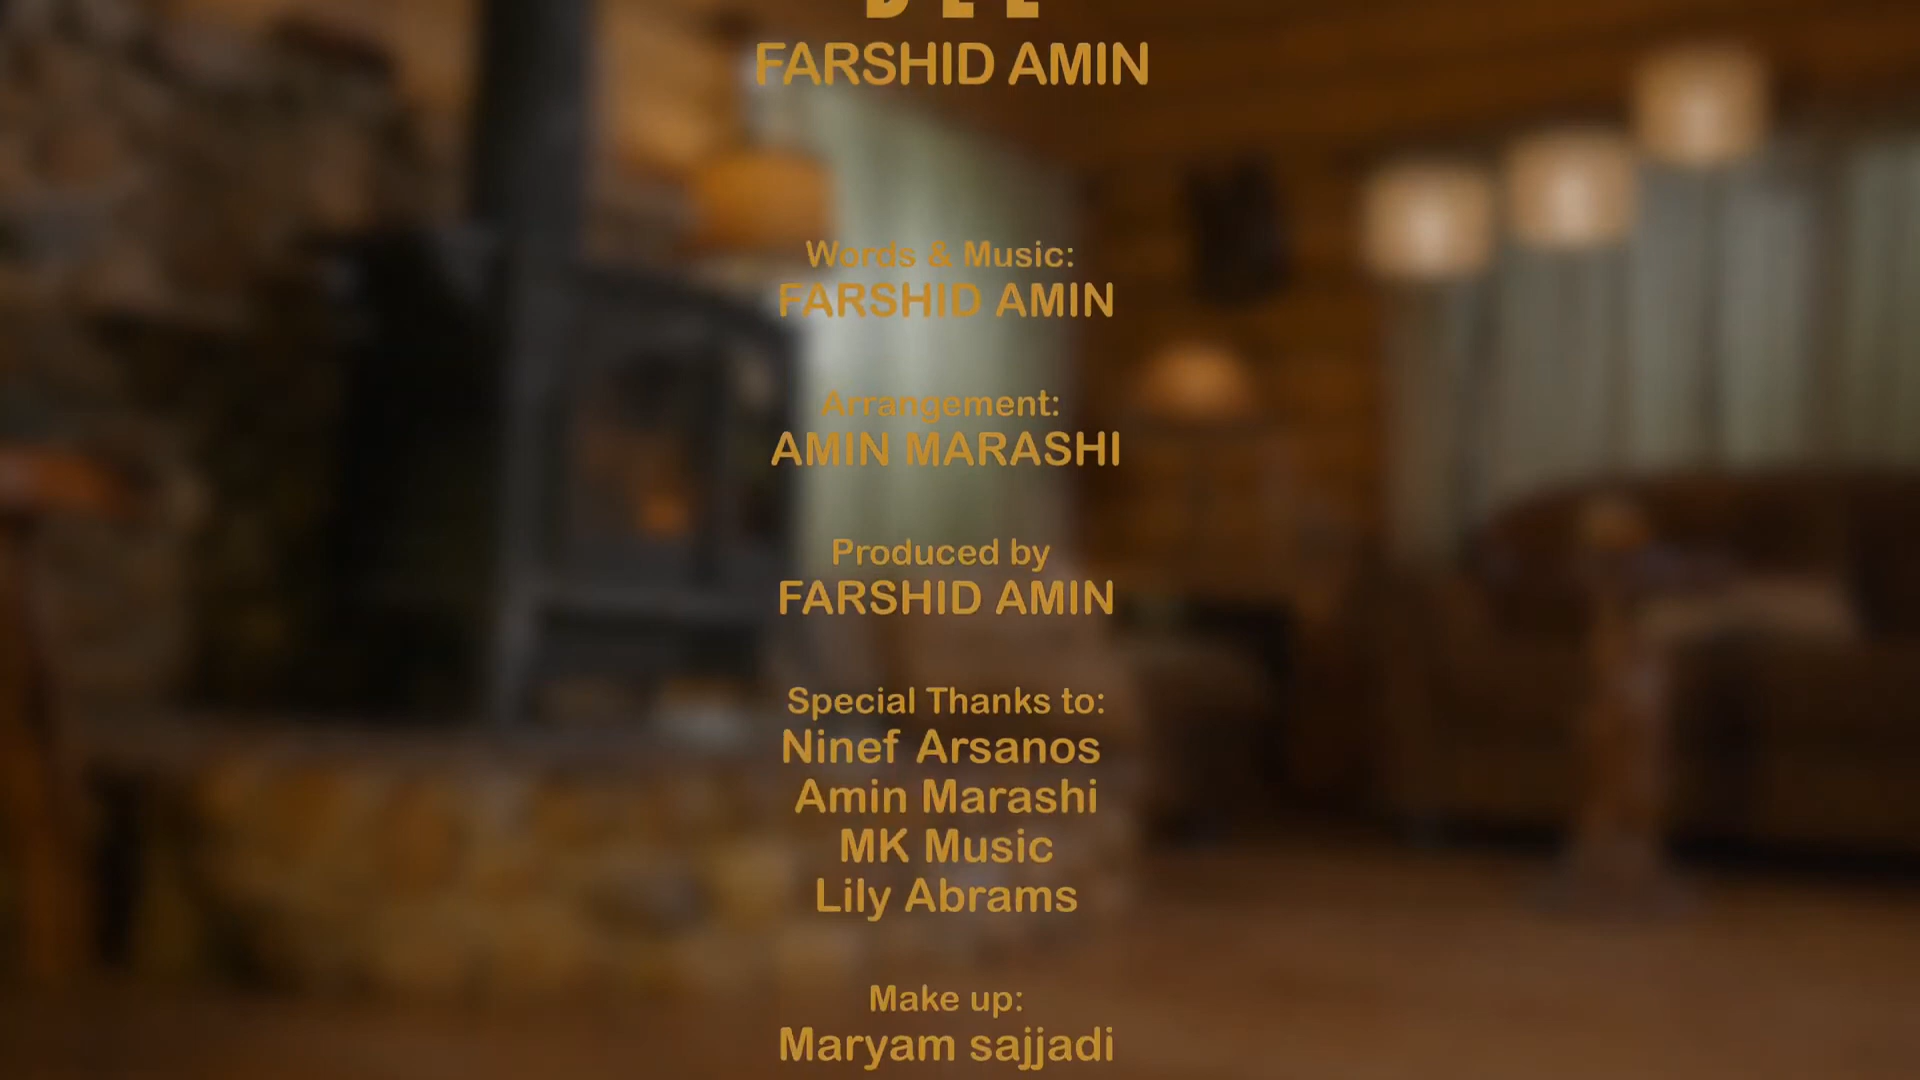 FARSHID AMIN
Words & Music:
FARSHID AMIN
Arrangement:
AMIN MARASHI
Produced by
FARSHID AMIN
Special Thanks to:
Ninef Arsanos
Amin Marashi
MK Music
Lily Abrams
Make up:
Maryam sajjadi